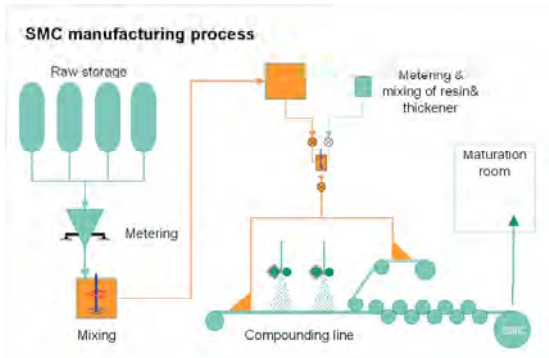 SMC manufacturing process
Raw storage
Metering &
mixing of resin&
thickener
Maturation
room
Metering
Mixing
Compounding line
SMC